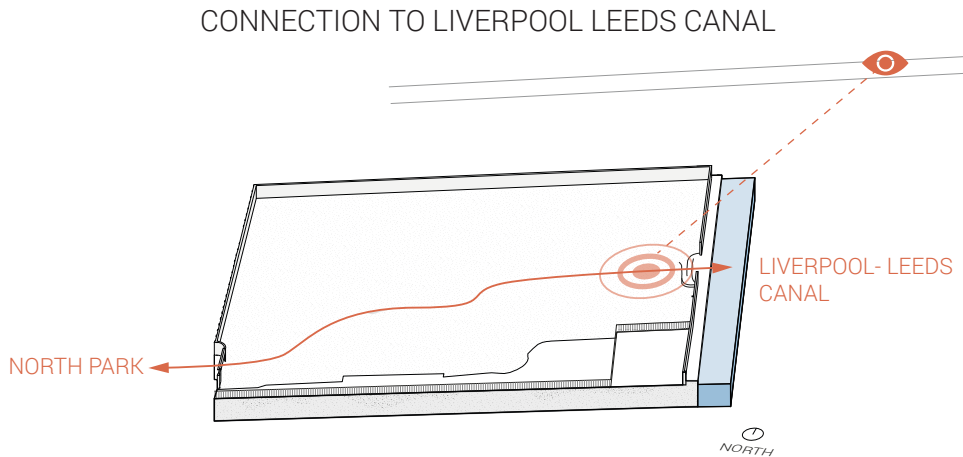 CONNECTION TO LIVERPOOL LEEDS CANAL
LIVERPOOL- LEEDS
CANAL
NORTH PARK
NORTH